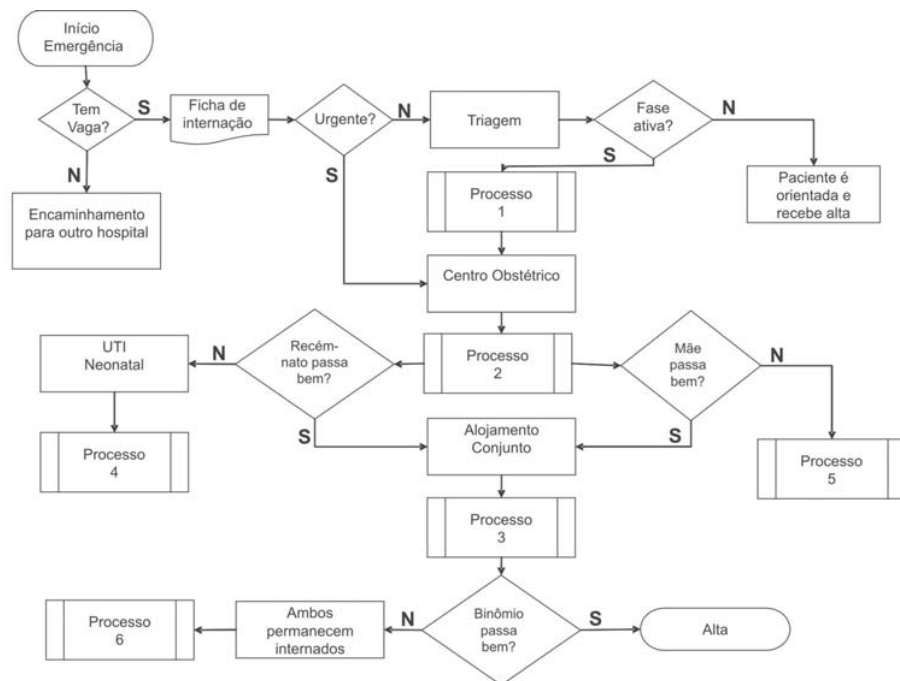 Início
Emergência
Tem
Vaga?
S
N
Ficha de
internação
Urgente?
N
S
Triagem
Fase
ativa?
N
S
Encaminhamento
para outro hospital
Processo
1
Paciente é
orientada e
recebe alta
Centro Obstétrico
UTI
Neonatal
N
Recém-
nato passa
bem?
S
Processo
2
Mãe
passa
bem?
N
S
Processo
4
Alojamento
Conjunto
Processo
5
Processo
3
Processo
6
Ambos
permanecem
internados
N
Binômio
passa
bem?
S
Alta